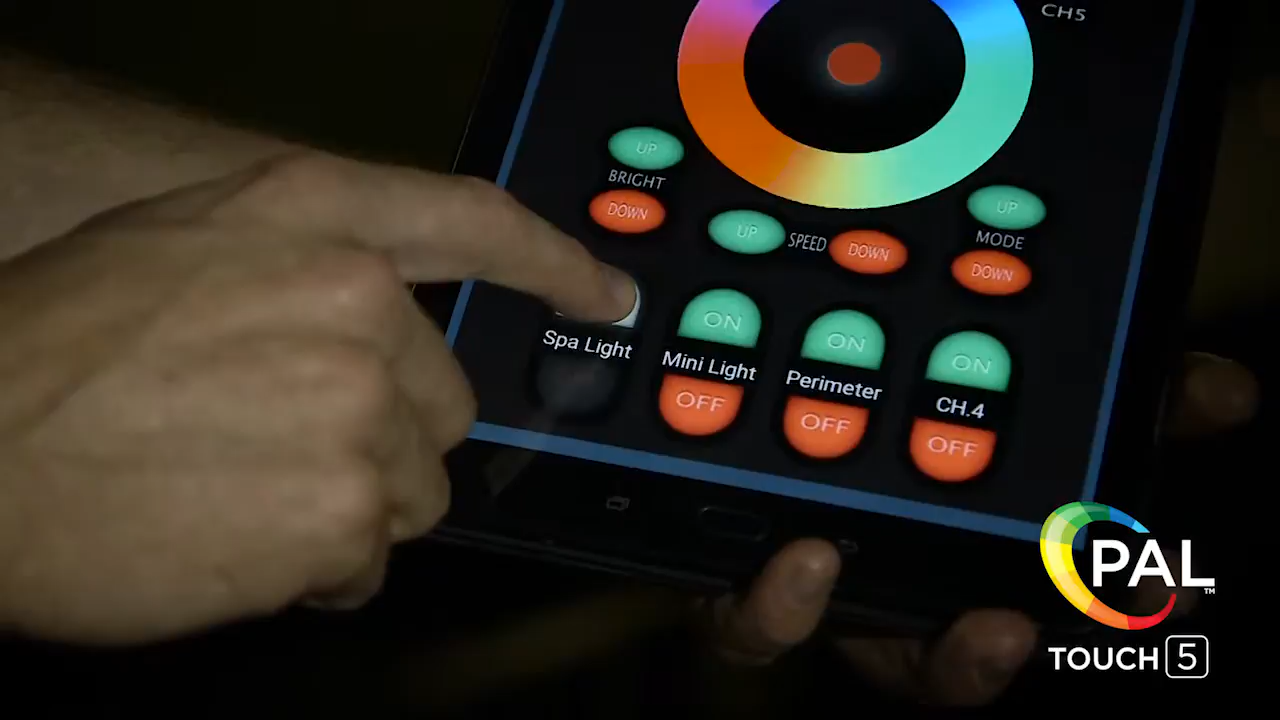 CH5
UP
BRIGHT
DOWN
UP SPEED DOWN
UP
MODE
DOWN
Spa Light
ON
Mini Light
OFF
ON
Perimeter
OFF
ON
CH.4
OFF
PAL™
TOUCH 5